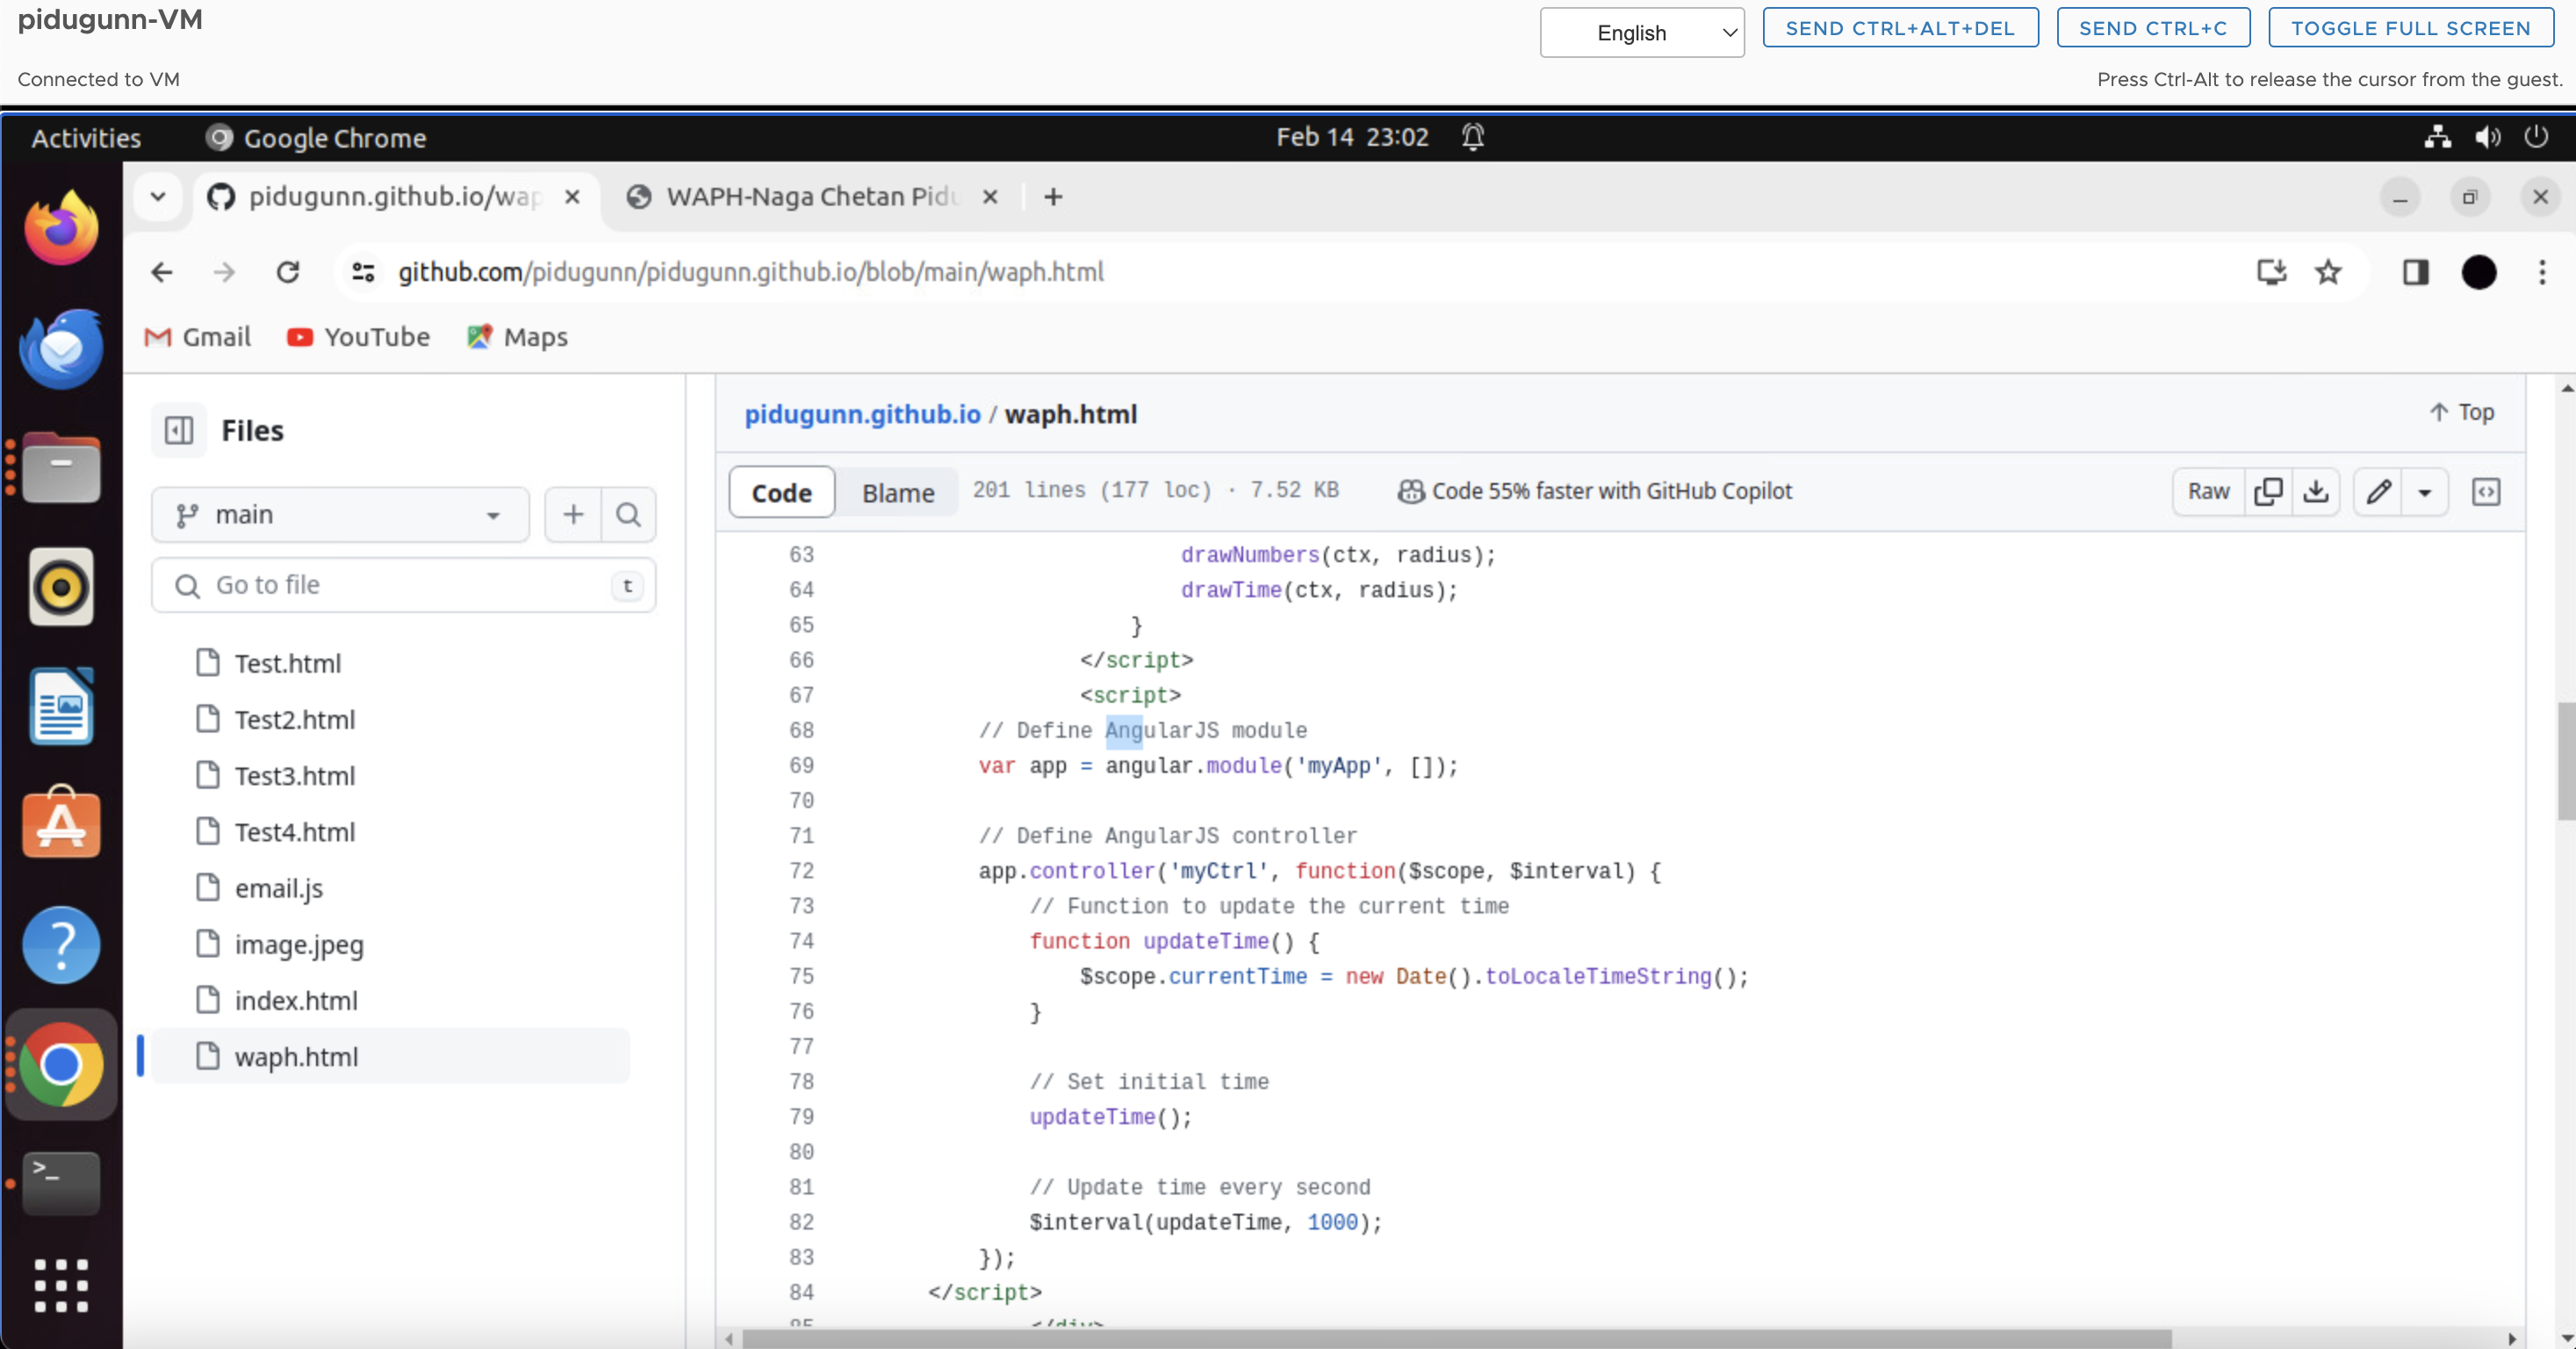 pidugunn-VM
English
SEND CTRL+ALT+DEL
SEND CTRL+C
TOGGLE FULL SCREEN
Connected to VM
Press Ctrl-Alt to release the cursor from the guest.
Activities
Google Chrome
Feb 14 23:02
pidugunn.github.io/wap
WAPH-Naga Chetan Pidu
github.com/pidugunn/pidugunn.github.io/blob/main/waph.html
Gmail
YouTube
Maps
Files
main
Go to file
t
Test.html
Test2.html
Test3.html
Test4.html
email.js
image.jpeg
index.html
waph.html
pidugunn.github.io / waph.html
Top
Code
Blame
201 lines (177 loc) · 7.52 KB
Code 55% faster with GitHub Copilot
Raw
63 drawNumbers(ctx, radius);
64 drawTime(ctx, radius);
65 }
66 </script>
67 <script>
68 // Define AngularJS module
69 var app = angular.module('myApp', []);
70
71 // Define AngularJS controller
72 app.controller('myCtrl', function($scope, $interval) {
73 // Function to update the current time
74 function updateTime() {
75 $scope.currentTime = new Date().toLocaleTimeString();
76 }
77
78 // Set initial time
79 updateTime();
80
81 // Update time every second
82 $interval(updateTime, 1000);
83 });
84 </script>
85 </div>